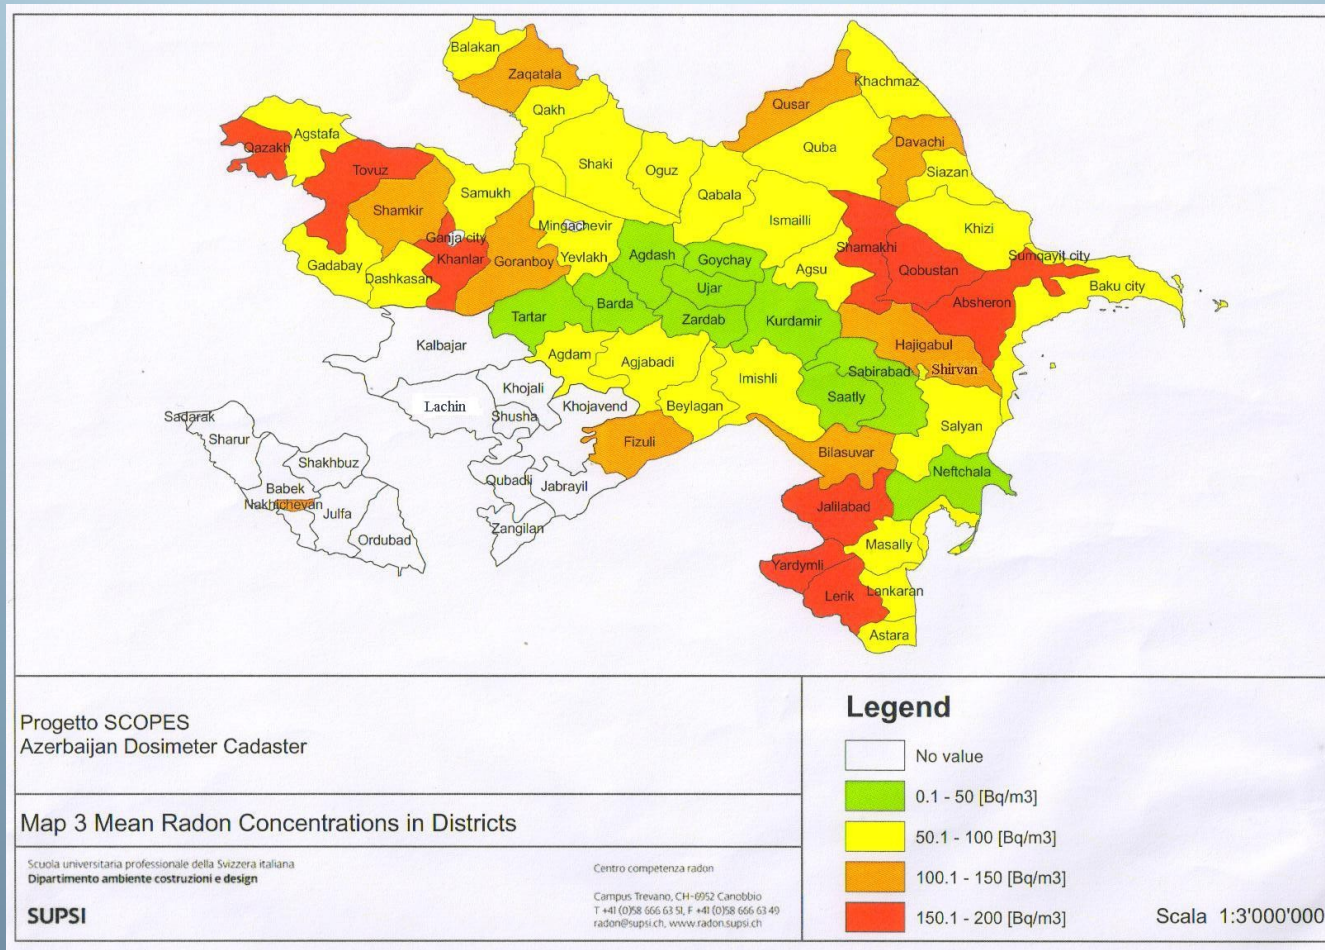 Balakan
Zaqatala
Qakh
Khachmaz
Qusar
Agstafa
Qazakh
Davachi
Quba
Tovuz
Shaki
Oguz
Siazan
Samukh
Qabala
Shamkir
Ismailli
Mingachevir
Khizi
Ganja city
Shamakhi
Sumqayit city
Gadabay
Khanlar
Goranboy
Yevlakh
Agdash
Goychay
Agsu
Qobustan
Dashkasan
Ujar
Baku city
Barda
Absheron
Tartar
Zardab
Kurdamir
Kalbajar
Hajigabul
Agdam
Agjabadi
Shirvan
Imishli
Sabirabad
Khojali
Saatly
Lachin
Khojavend
Beylagan
Sadarak
Shusha
Salyan
Sharur
Fizuli
Bilasuvar
Shakhbuz
Neftchala
Qubadli
Babek
Jabrayil
Nakhichevan
Julfa
Jalilabad
Zangilan
Ordubad
Masally
Yardymli
Lerik
Lankaran
Astara
Progetto SCOPES
Azerbaijan Dosimeter Cadaster
Map 3 Mean Radon Concentrations in Districts
Scuola universitaria professionale della Svizzera italiana
Dipartimento ambiente costruzioni e design
SUPSI
Centro competenza radon
Campus Trevano, CH-6952 Canobbio
T +41 (0)58 666 63 51, F +41 (0)58 666 63 49
radon@supsi.ch, www.radon.supsi.ch
Legend
No value
0.1 - 50 [Bq/m3]
50.1 - 100 [Bq/m3]
100.1 - 150 [Bq/m3]
150.1 - 200 [Bq/m3]
Scala 1:3'000'000